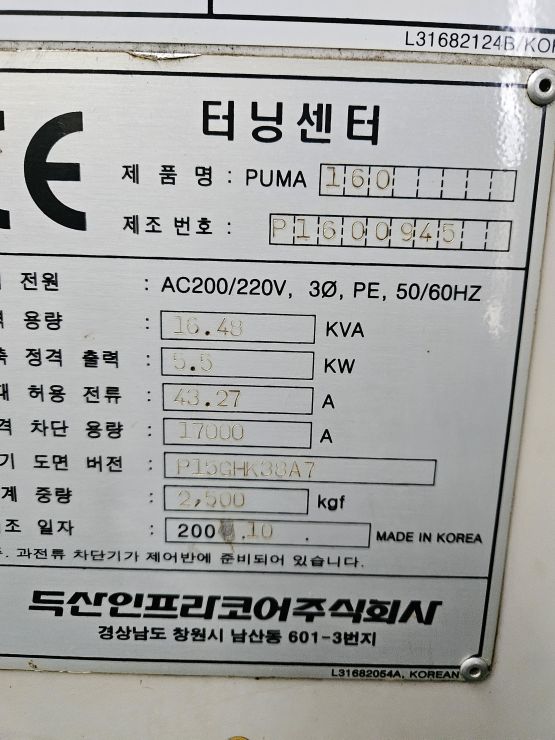 L31682124B/KOR
CE
터닝센터
제 품 명 : PUMA 160
제조 번호 : P1600945
전원 : AC200/220V, 3Ø, PE, 50/60HZ
용량 : 16.48 KVA
정격 출력 : 5.5 KW
허용 전류 : 43.27 A
차단 용량 : 17000 A
도면 버전 : P15GHK38A7
중량 : 2,500 kgf
일자 : 200 .10 . MADE IN KOREA
. 과전류 차단기가 제어반에 준비되어 있습니다.
두산인프라코어주식회사
경상남도 창원시 남산동 601-3번지
L31682054A, KOREAN